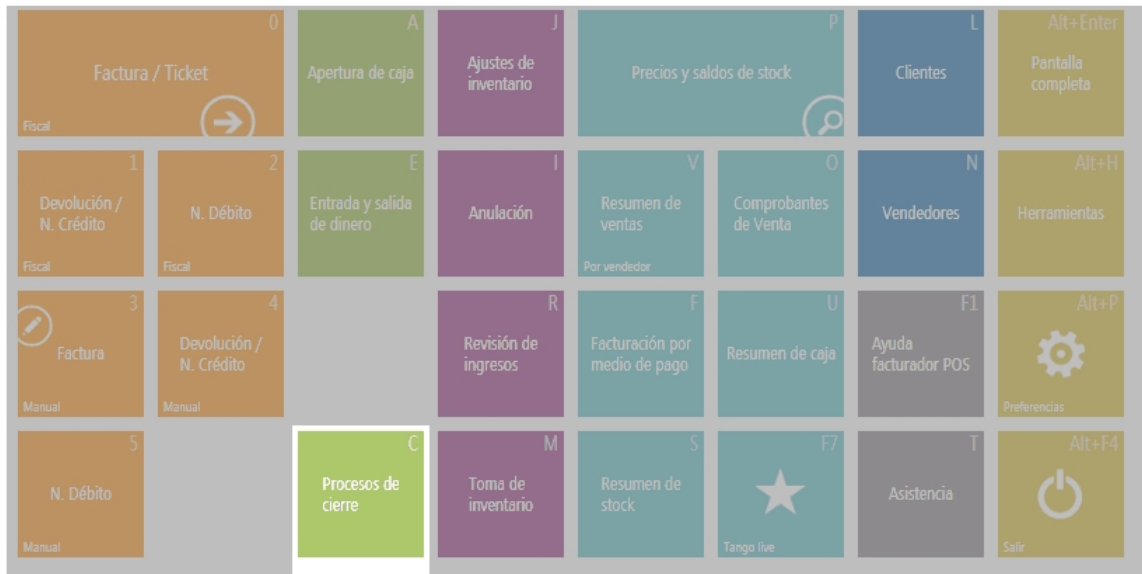 0
Factura / Ticket
Fiscal
A
Apertura de caja
J
Ajustes de
inventario
P
Precios y saldos de stock
L
Clientes
Alt+Enter
Pantalla
completa
1
Devolución /
N. Crédito
Fiscal
2
N. Débito
Fiscal
E
Entrada y salida
de dinero
I
Anulación
V
Resumen de
ventas
Por vendedor
O
Comprobantes
de Venta
N
Vendedores
Alt+H
Herramientas
3
Factura
Manual
4
Devolución /
N. Crédito
Manual
R
Revisión de
ingresos
F
Facturación por
medio de pago
U
Resumen de caja
F1
Ayuda
facturador POS
Alt+P
Preferencias
5
N. Débito
Manual
C
Procesos de
cierre
M
Toma de
inventario
S
Resumen de
stock
F7
Tango live
T
Asistencia
Alt+F4
Salir